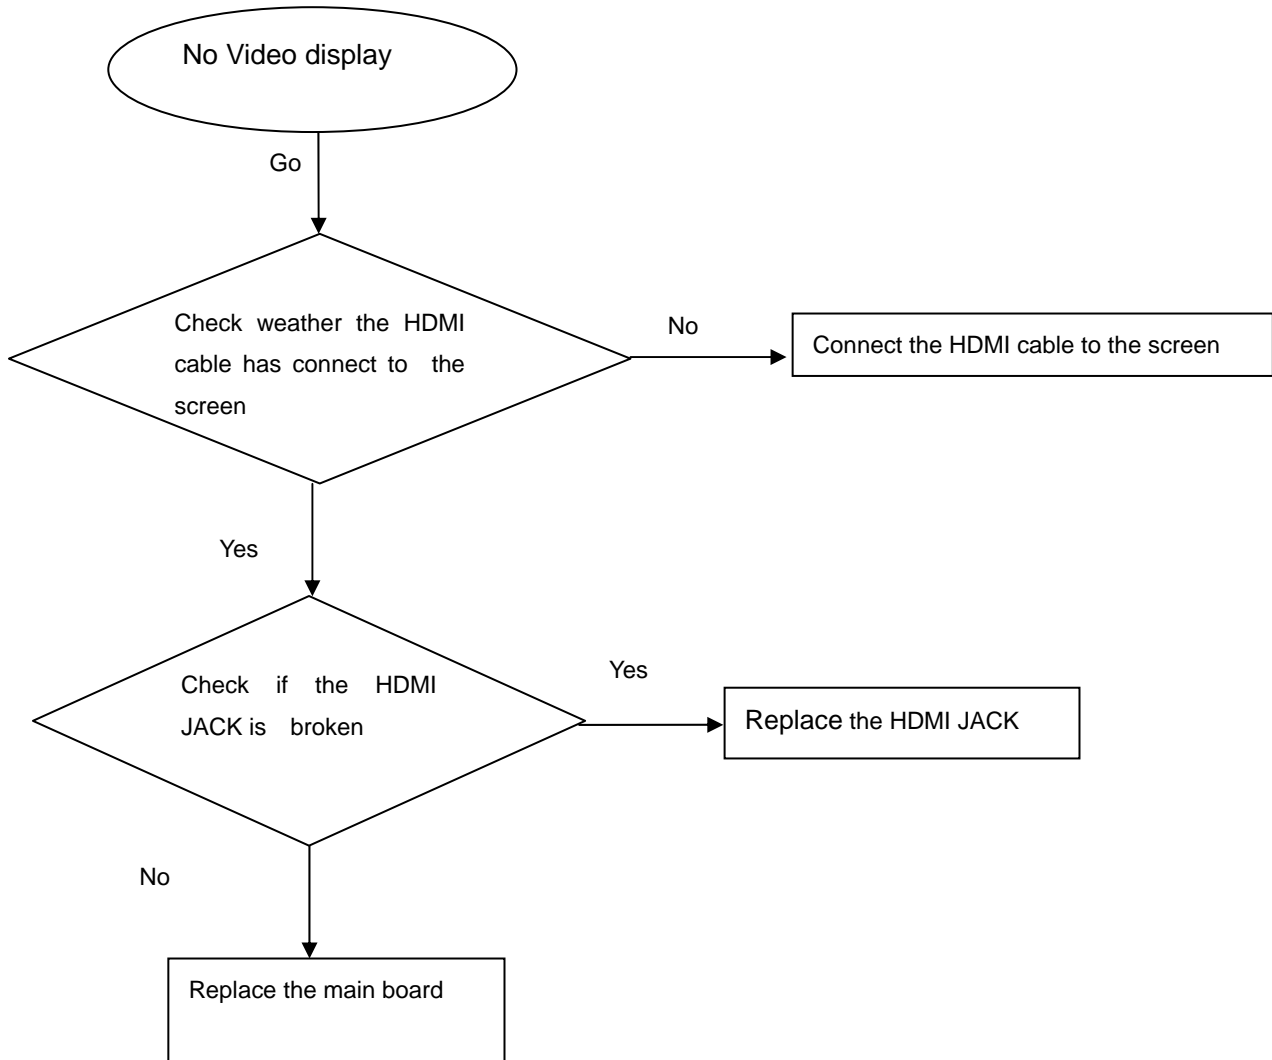 No Video display
Go
Check weather the HDMI
cable has connect to the
screen
No
Connect the HDMI cable to the screen
Yes
Check if the HDMI
JACK is broken
Yes
Replace the HDMI JACK
No
Replace the main board